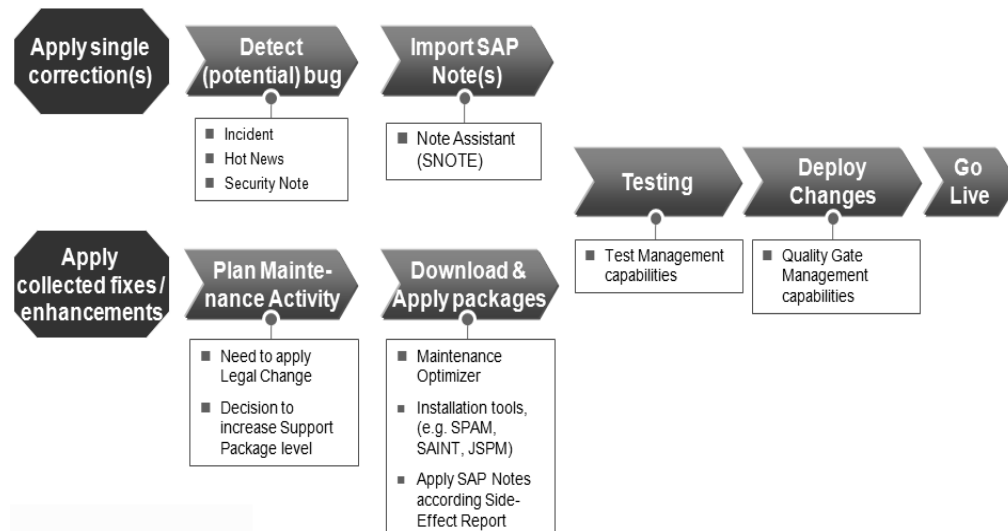 Apply single
correction(s)
Detect
(potential) bug
Incident
Hot News
Security Note
Import SAP
Note(s)
Note Assistant
(SNOTE)
Apply
collected fixes /
enhancements
Plan Mainte-
nance Activity
Need to apply
Legal Change
Decision to
increase Support
Package level
Download &
Apply packages
Maintenance
Optimizer
Installation tools,
(e.g. SPAM,
SAINT, JSPM)
Apply SAP Notes
according Side-
Effect Report
Testing
Test Management
capabilities
Deploy
Changes
Quality Gate
Management
capabilities
Go
Live